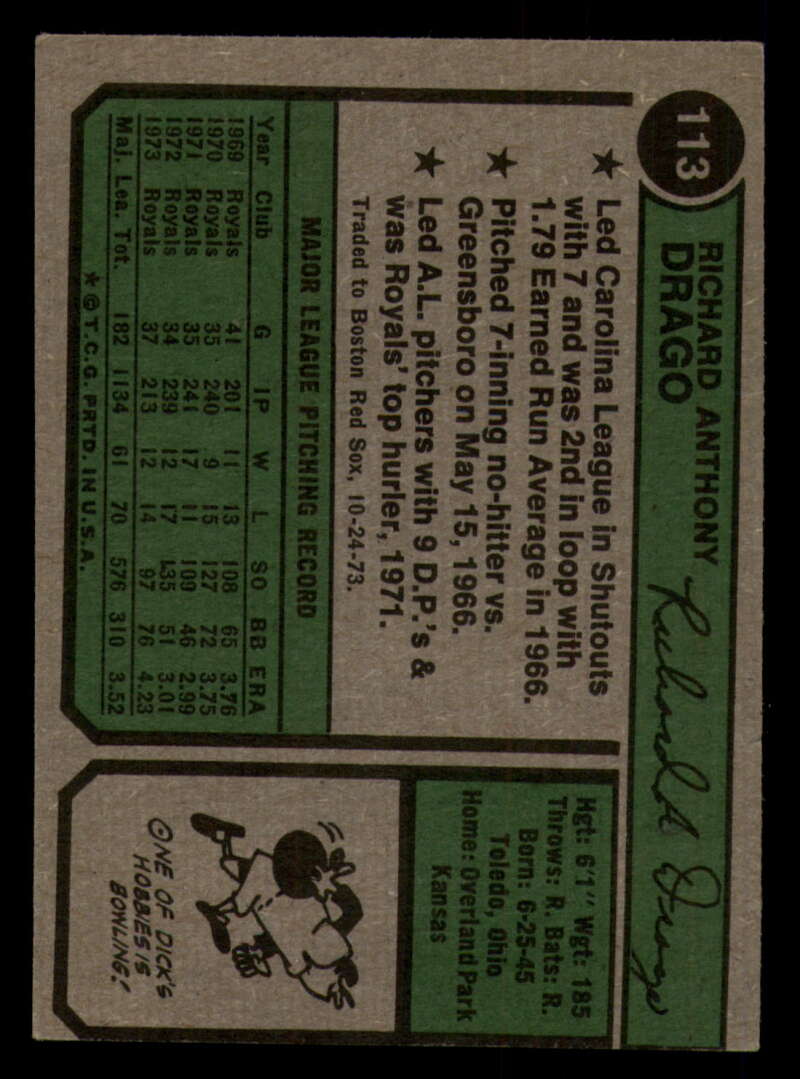 113
RICHARD ANTHONY
DRAGO
Richard A Drago
★ Led Carolina League in Shutouts
with 7 and was 2nd in loop with
1.79 Earned Run Average in 1966.
★ Pitched 7-inning no-hitter vs.
Greensboro on May 15, 1966.
★ Led A.L. pitchers with 9 D.P.'s &
was Royals' top hurler, 1971.
Traded to Boston Red Sox, 10-24-73.
MAJOR LEAGUE PITCHING RECORD
Year Club G IP W L SO BB ERA
1969 Royals 41 201 11 13 108 65 3.76
1970 Royals 35 240 9 15 127 72 3.75
1971 Royals 35 241 17 11 109 46 2.99
1972 Royals 34 239 12 17 135 51 3.01
1973 Royals 37 213 12 14 97 76 4.23
Maj. Lea. Tot. 182 1134 61 70 576 310 3.52
★ © T.C.G. PRTD. IN U.S.A.
Hgt: 6'1" Wgt: 185
Throws: R. Bats: R.
Born: 6-25-45
Toledo, Ohio
Home: Overland Park
Kansas
ONE OF DICK'S
HOBBIES IS
BOWLING!